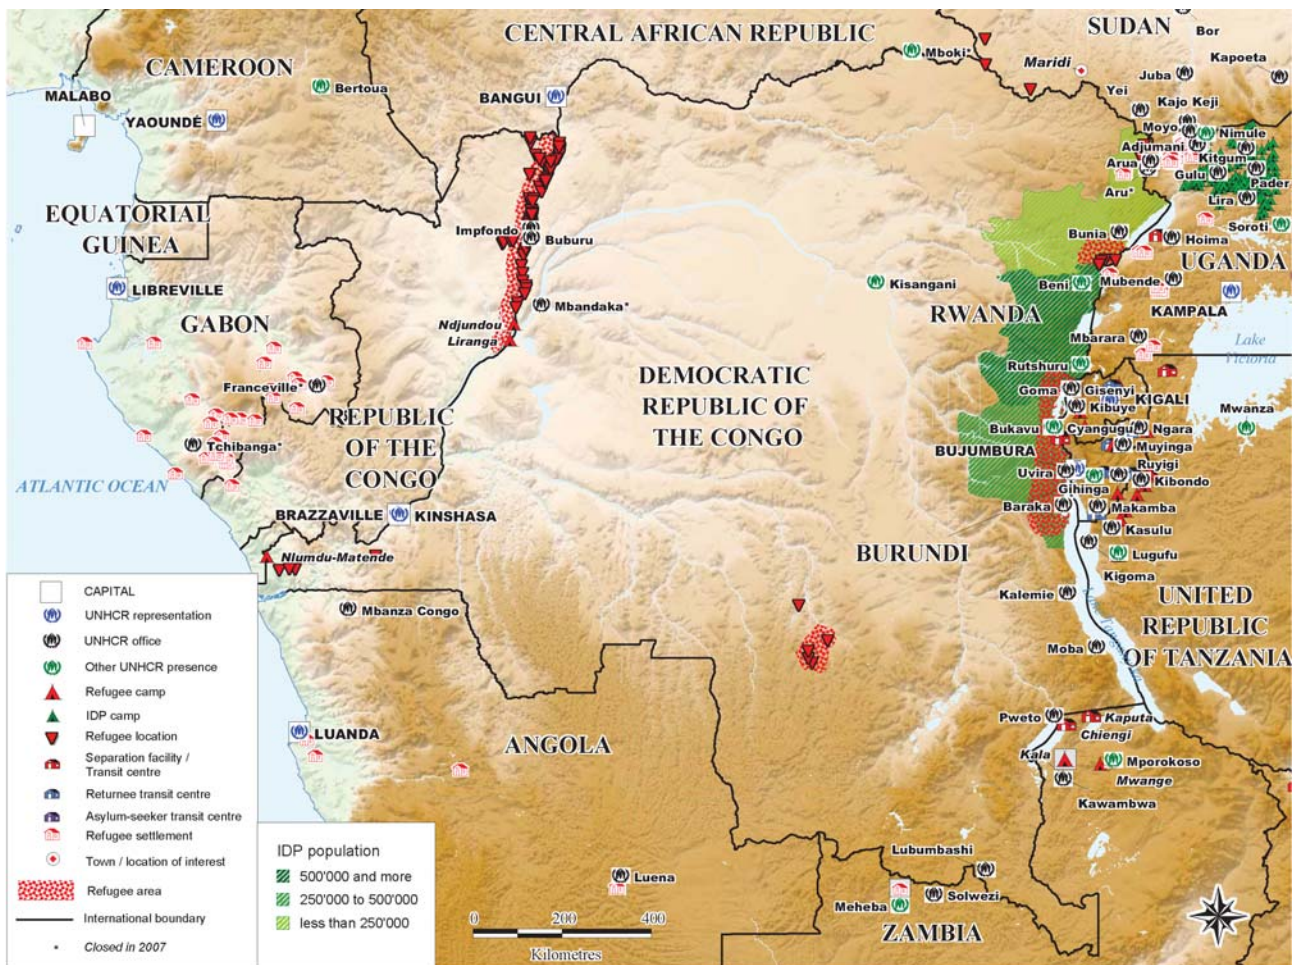 CENTRAL AFRICAN REPUBLIC
SUDAN
Bor
Mboki*
Maridi
Kapoeta
Juba
CAMEROON
Bertoua
MALABO
BANGUI
Yei
Kajo Keji
YAOUNDÉ
Moyo
Nimule
Adjumani
Kitgum
Arua
Gulu
Pader
Aru*
Lira
EQUATORIAL
GUINEA
Impfondo
Buburu
Soroti
Bunia
Hoima
UGANDA
LIBREVILLE
Kisangani
Beni
Mubende
GABON
Mbandaka*
RWANDA
KAMPALA
Ndjundou
Liranga
Mbarara
Lake
Victoria
Rutshuru
DEMOCRATIC
REPUBLIC OF
THE CONGO
Franceville*
Goma
Gisenyi
KIGALI
Kibuye
Mwanza
REPUBLIC
OF THE
CONGO
Bukavu
Cyangugu
Ngara
Tchibanga*
BUJUMBURA
Muyinga
Uvira
Ruyigi
ATLANTIC OCEAN
Gihinga
Kibondo
Baraka
Makamba
BRAZZAVILLE
KINSHASA
Kasulu
Nlumdu-Matende
BURUNDI
Lugufu
Kigoma
Kalemie
UNITED
REPUBLIC
OF TANZANIA
Mbanza Congo
Moba
Pweto
Kaputa
Chiengi
LUANDA
ANGOLA
Kala
Mporokoso
Mwange
Kawambwa
Lubumbashi
Luena
Meheba
Solwezi
ZAMBIA
CAPITAL
UNHCR representation
UNHCR office
Other UNHCR presence
Refugee camp
IDP camp
Refugee location
Separation facility /
Transit centre
Returnee transit centre
Asylum-seeker transit centre
Refugee settlement
Town / location of interest
Refugee area
International boundary
* Closed in 2007
IDP population
500'000 and more
250'000 to 500'000
less than 250'000
0 200 400
Kilometres